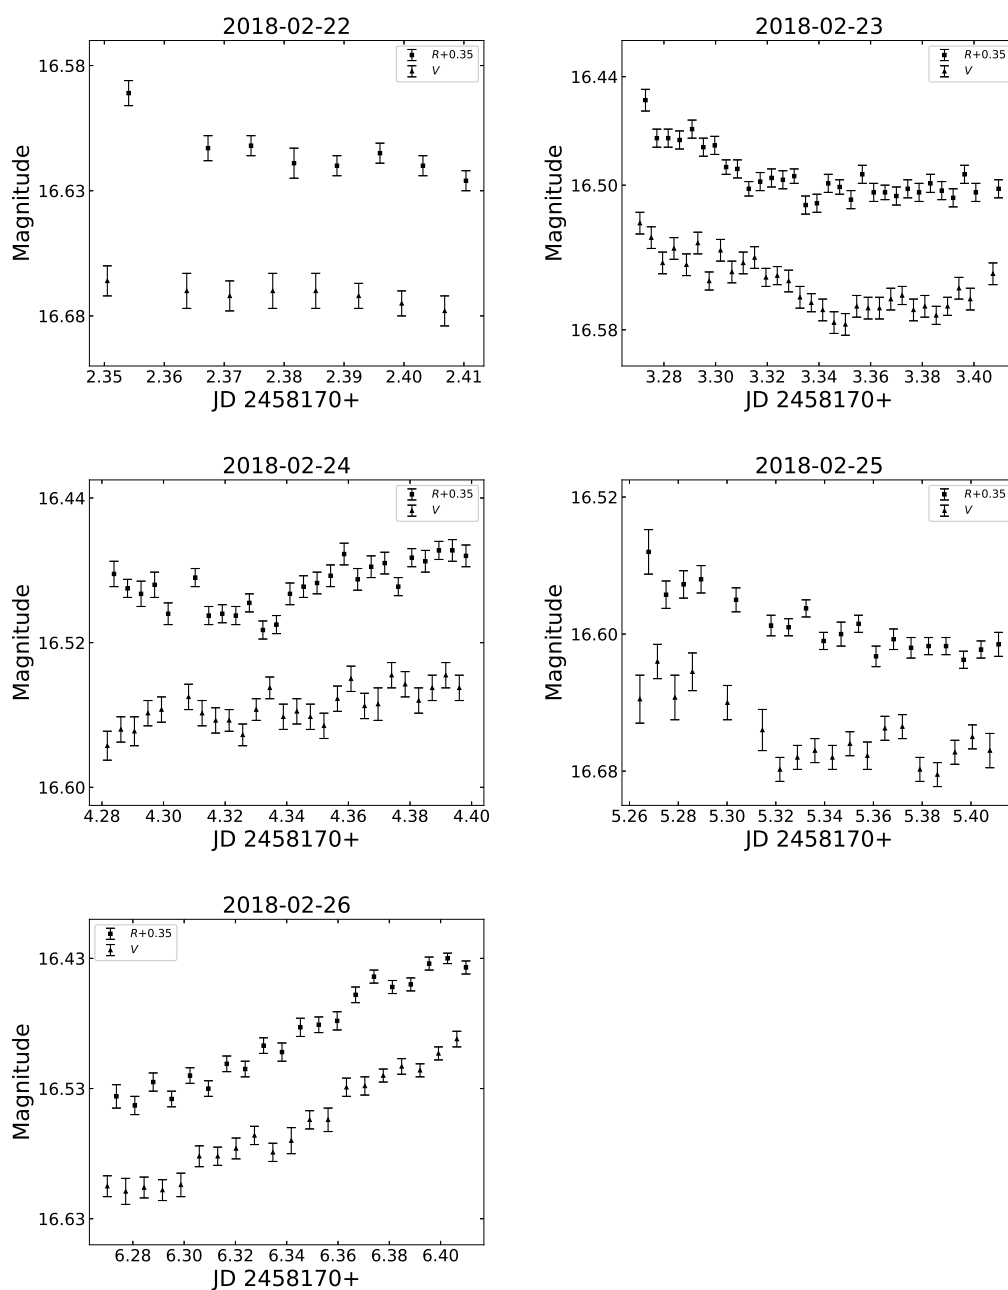 2018-02-22
16.58
16.63
16.68
Magnitude
R+0.35
V
2.35 2.36 2.37 2.38 2.39 2.40 2.41
JD 2458170+
2018-02-23
16.44
16.50
16.58
Magnitude
R+0.35
V
3.28 3.30 3.32 3.34 3.36 3.38 3.40
JD 2458170+
2018-02-24
16.44
16.52
16.60
Magnitude
R+0.35
V
4.28 4.30 4.32 4.34 4.36 4.38 4.40
JD 2458170+
2018-02-25
16.52
16.60
16.68
Magnitude
R+0.35
V
5.26 5.28 5.30 5.32 5.34 5.36 5.38 5.40
JD 2458170+
2018-02-26
16.43
16.53
16.63
Magnitude
R+0.35
V
6.28 6.30 6.32 6.34 6.36 6.38 6.40
JD 2458170+